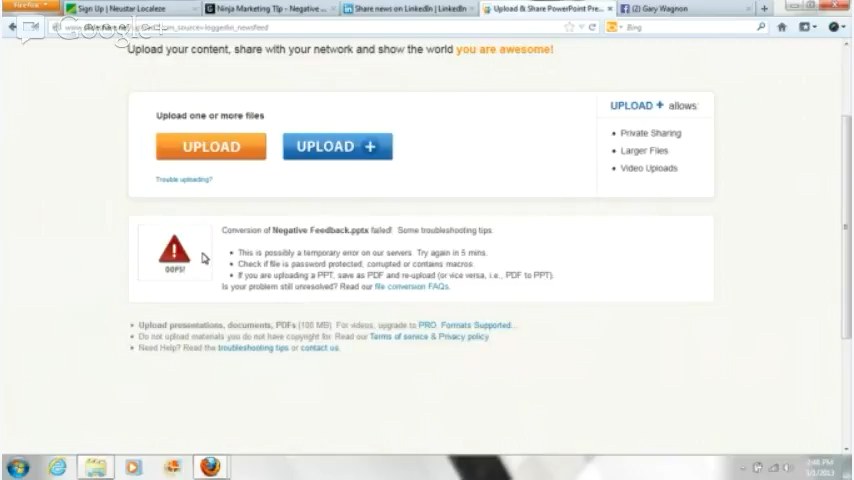 Firefox
Sign Up | Neustar Localeze
Ninja Marketing TIp - Negative ...
Share news on LinkedIn | LinkedIn
Upload & Share PowerPoint Pre...
Gary Wagnon
Google+
Bing
Upload your content, share with your network and show the world you are awesome!
Upload one or more files
UPLOAD + allows:
UPLOAD
UPLOAD +
Private Sharing
Larger Files
Video Uploads
Trouble uploading?
Conversion of Negative Feedback.pptx failed! Some troubleshooting tips.
OOPS!
This is possibly a temporary error on our servers. Try again in 5 mins.
Check if file is password protected, corrupted or contains macros.
If you are uploading a PPT, save as PDF and re-upload (or vice versa, i.e., PDF to PPT).
Is your problem still unresolved? Read our file conversion FAQs.
Upload presentations, documents, PDFs (100 MB). For videos, upgrade to PRO. Formats Supported...
Do not upload materials you do not have copyright for. Read our Terms of service & Privacy policy.
Need Help? Read the troubleshooting tips or contact us.
2:48 PM
3/1/2013